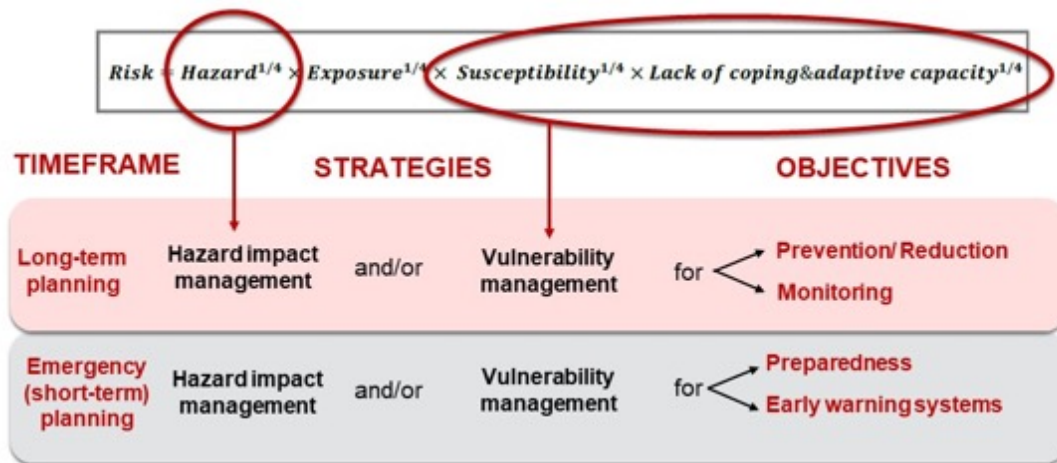 Risk = Hazard^{1/4} × Exposure^{1/4} × Susceptibility^{1/4} × Lack of coping&adaptive capacity^{1/4}
TIMEFRAME STRATEGIES OBJECTIVES
Long-term
planning
Hazard impact
management
and/or
Vulnerability
management
for
Prevention/ Reduction
Monitoring
Emergency
(short-term)
planning
Hazard impact
management
and/or
Vulnerability
management
for
Preparedness
Early warning systems